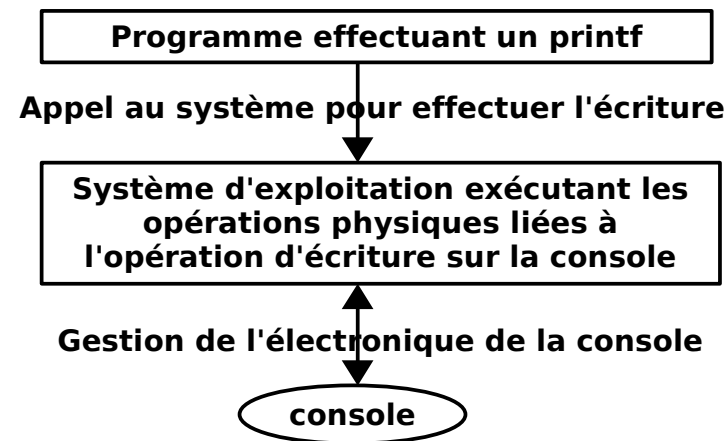 Programme effectuant un printf
Appel au système pour effectuer l'écriture
Système d'exploitation exécutant les
opérations physiques liées à
l'opération d'écriture sur la console
Gestion de l'électronique de la console
console